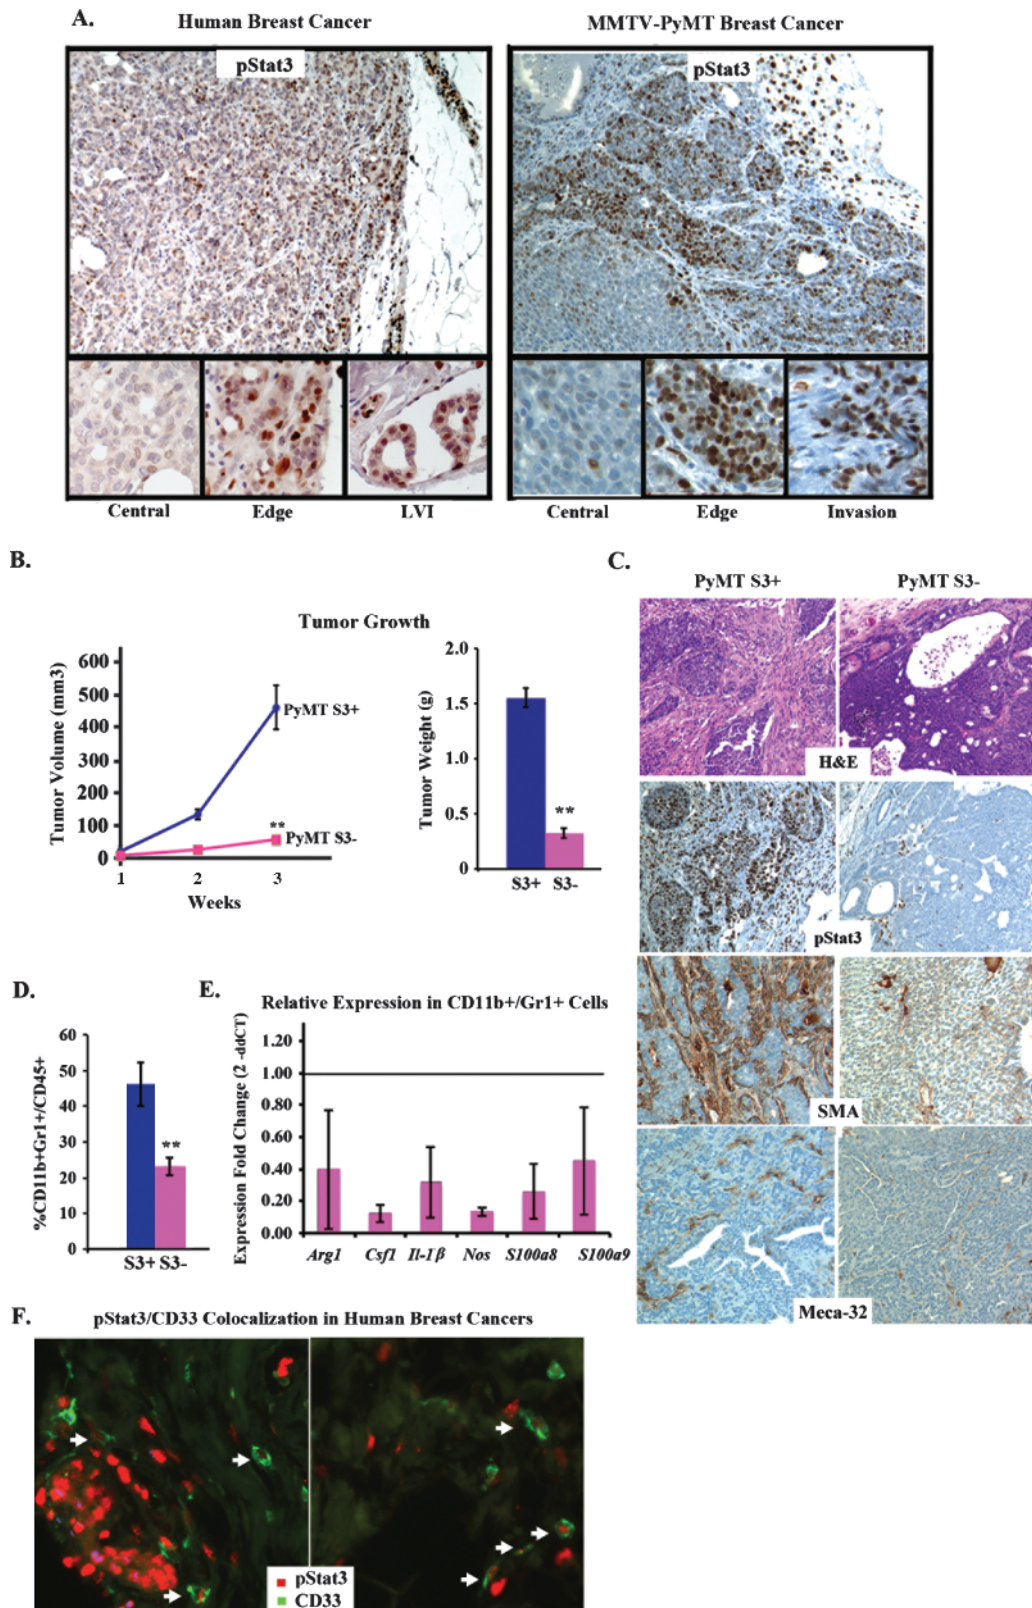 A.
Human Breast Cancer
MMTV-PyMT Breast Cancer
pStat3
pStat3
Central
Edge
LVI
Central
Edge
Invasion
B.
Tumor Growth
Tumor Volume (mm3)
600
500
400
300
200
100
0
1
2
3
Weeks
PyMT S3+
**
PyMT S3-
Tumor Weight (g)
2.0
1.5
1.0
0.5
0
**
S3+ S3-
C.
PyMT S3+
PyMT S3-
H&E
pStat3
SMA
Meca-32
D.
%CD11b+Gr1+/CD45+
60
50
40
30
20
10
0
**
S3+ S3-
E.
Relative Expression in CD11b+/Gr1+ Cells
Expression Fold Change (2 -ddCT)
1.20
1.00
0.80
0.60
0.40
0.20
0.00
Arg1 Csf1 Il-1β Nos S100a8 S100a9
F.
pStat3/CD33 Colocalization in Human Breast Cancers
pStat3
CD33